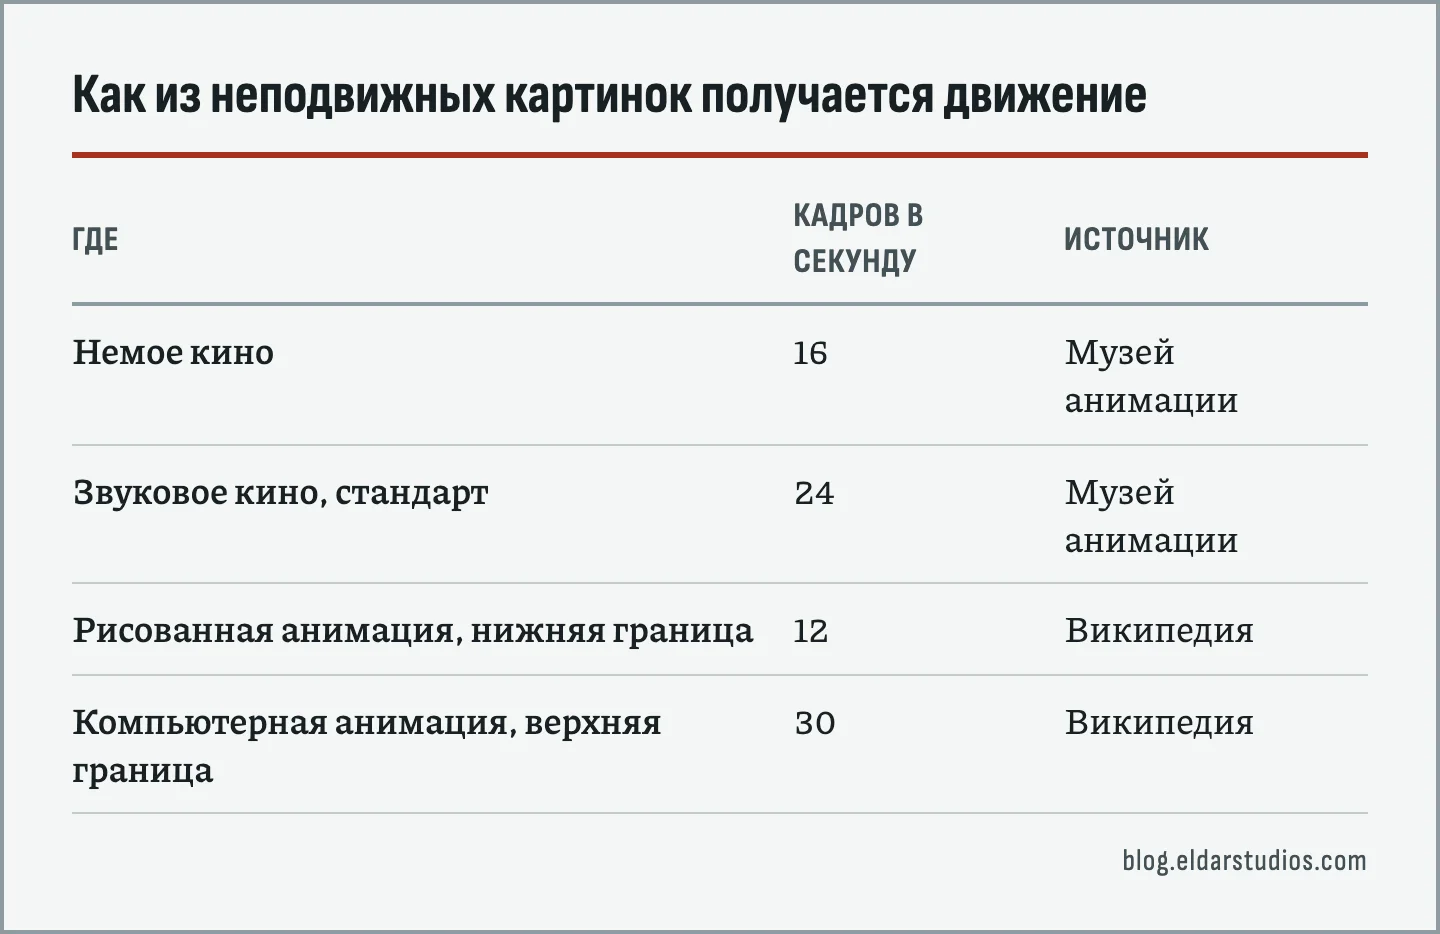 Как из неподвижных картинок получается движение
ГДЕ
КАДРОВ В
СЕКУНДУ
ИСТОЧНИК
Немое кино
16
Музей
анимации
Звуковое кино, стандарт
24
Музей
анимации
Рисованная анимация, нижняя граница
12
Википедия
Компьютерная анимация, верхняя
граница
30
Википедия
blog.eldarstudios.com